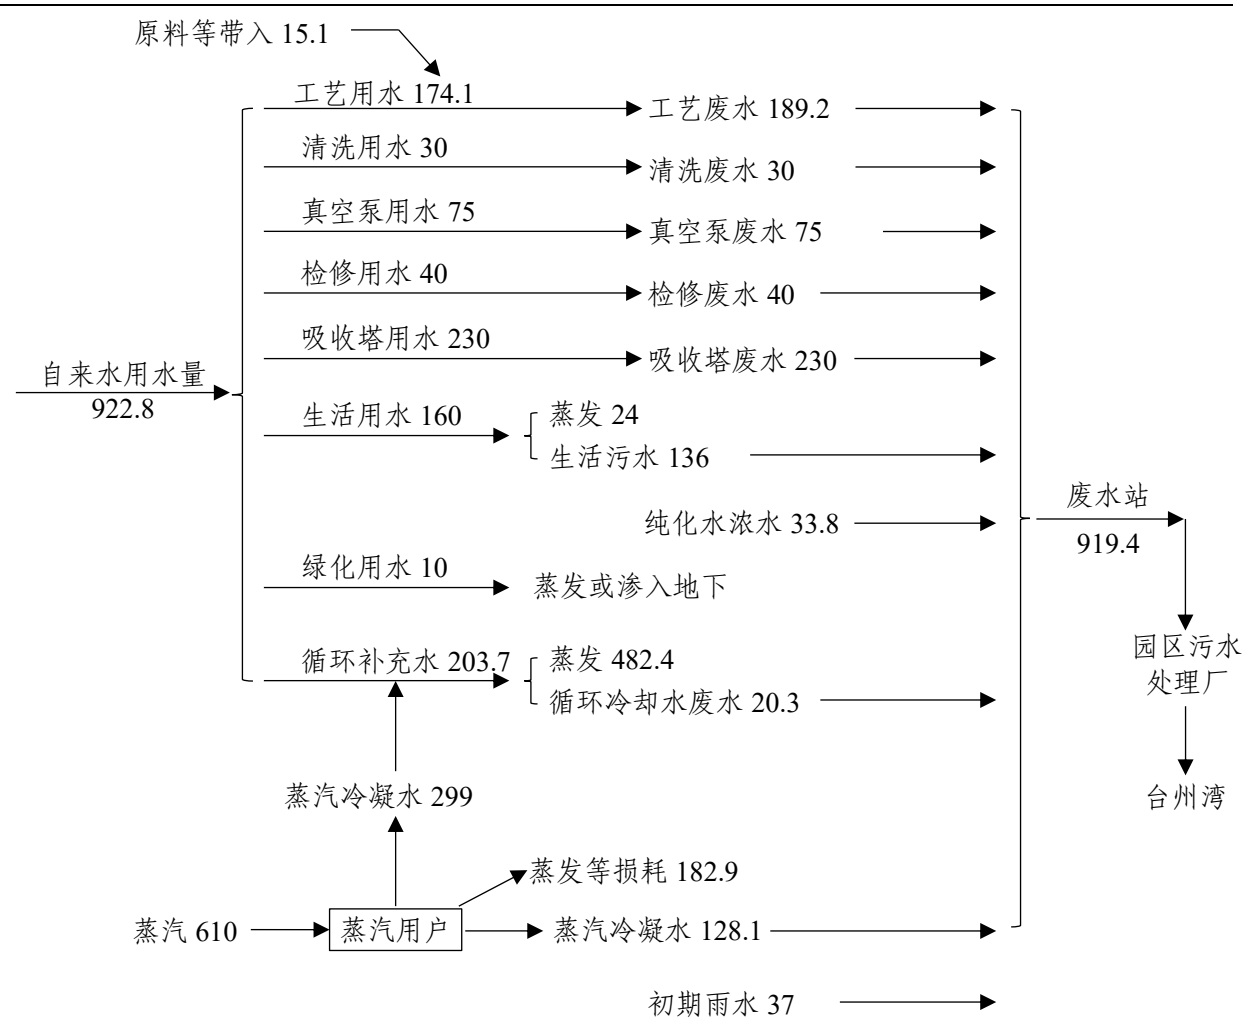 原料等带入 15.1
工艺用水 174.1
工艺废水 189.2
清洗用水 30
清洗废水 30
真空泵用水 75
真空泵废水 75
检修用水 40
检修废水 40
吸收塔用水 230
吸收塔废水 230
自来水用水量
922.8
生活用水 160
蒸发 24
生活污水 136
纯化水浓水 33.8
废水站
919.4
绿化用水 10
蒸发或渗入地下
循环补充水 203.7
蒸发 482.4
循环冷却水废水 20.3
园区污水
处理厂
蒸汽冷凝水 299
台州湾
蒸发等损耗 182.9
蒸汽 610
蒸汽用户
蒸汽冷凝水 128.1
初期雨水 37